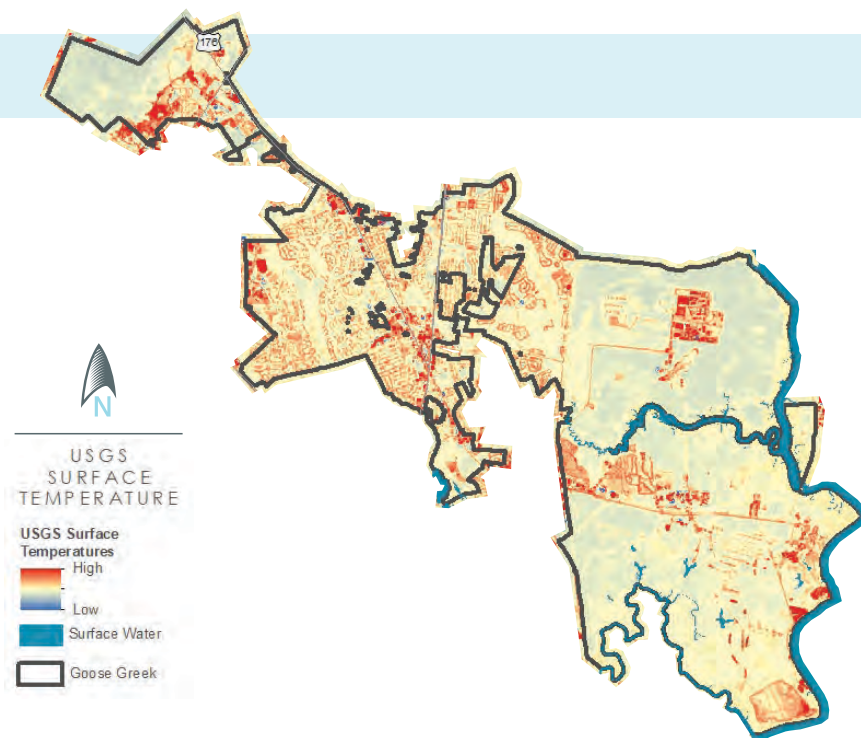 176
N
USGS
SURFACE
TEMPERATURE
USGS Surface
Temperatures
High
Low
Surface Water
Goose Greek